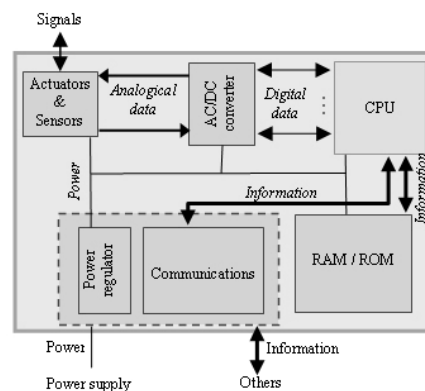 Signals
Actuators
&
Sensors
Analogical
data
AC/DC
converter
Digital
data
CPU
Power
Information
Information
Power
regulator
Communications
RAM / ROM
Power
Information
Power supply
Others